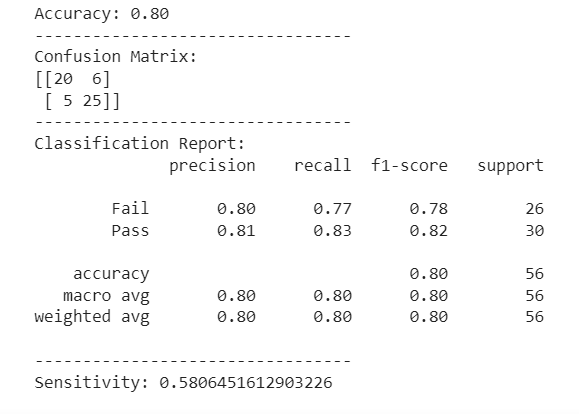 Accuracy: 0.80
---------------------------------
Confusion Matrix:
[[20  6]
 [ 5 25]]
---------------------------------
Classification Report:
              precision    recall  f1-score   support

        Fail       0.80      0.77      0.78        26
        Pass       0.81      0.83      0.82        30

    accuracy                           0.80        56
   macro avg       0.80      0.80      0.80        56
weighted avg       0.80      0.80      0.80        56

---------------------------------
Sensitivity: 0.5806451612903226